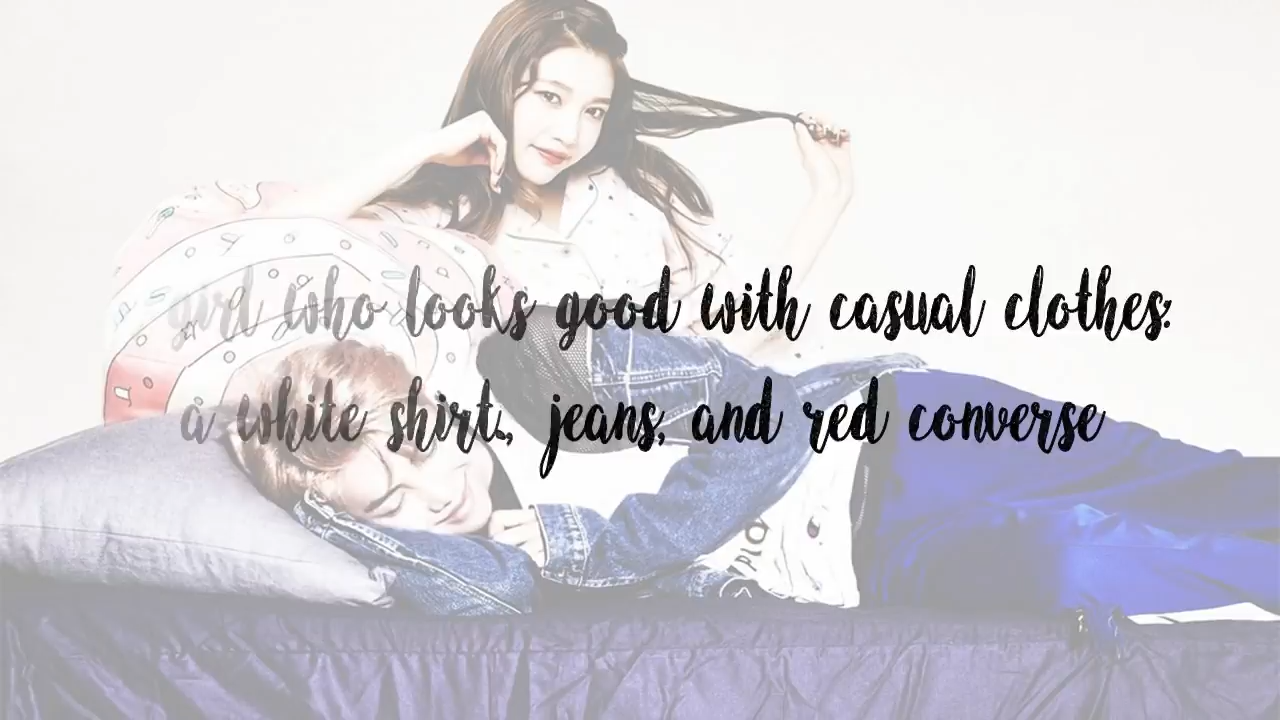 girl who looks good with casual clothes:
a white shirt, jeans, and red converse